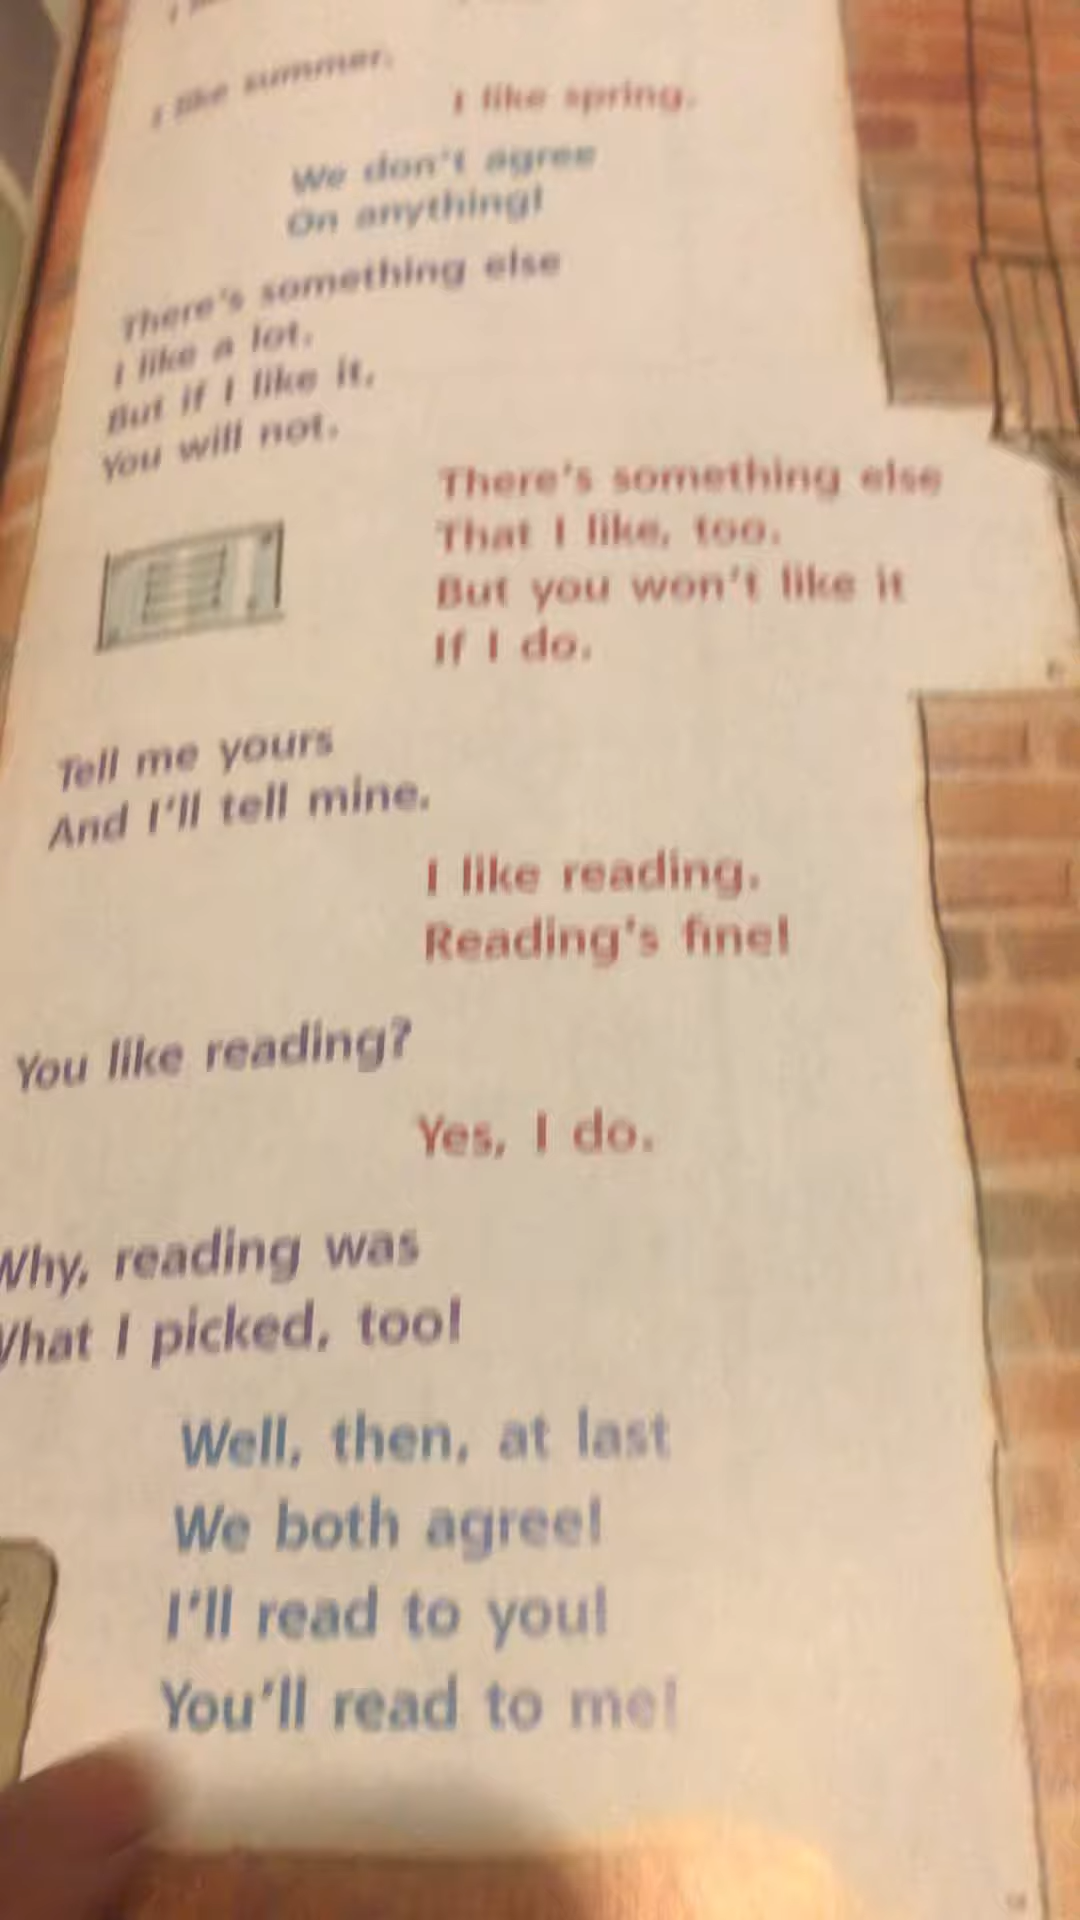 I like summer.
I like spring.
We don't agree
On anything!
There's something else
I like a lot.
But if I like it,
You will not.
There's something else
That I like, too.
But you won't like it
If I do.
Tell me yours
And I'll tell mine.
I like reading.
Reading's fine!
You like reading?
Yes, I do.
Why, reading was
What I picked, too!
Well, then, at last
We both agree!
I'll read to you!
You'll read to me!